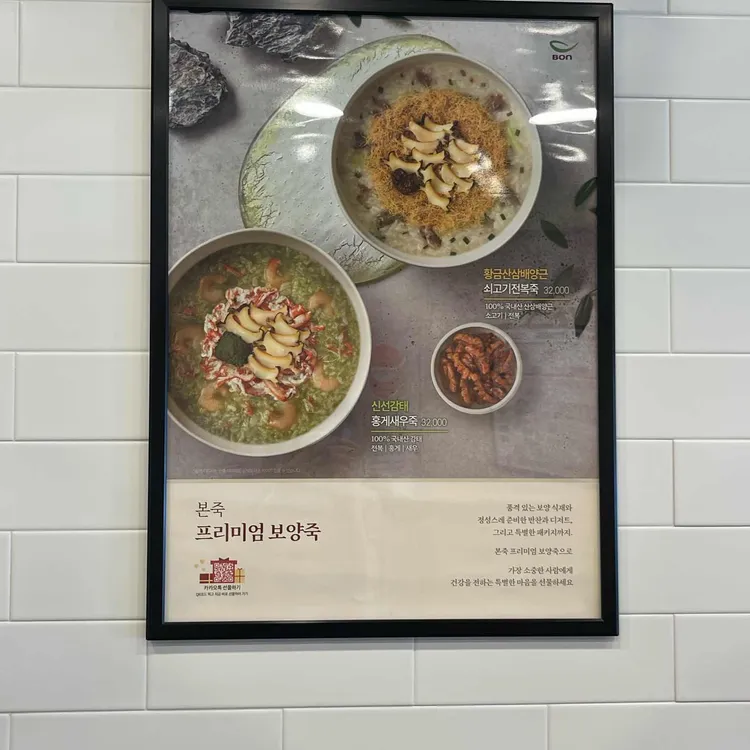 BON
황금산삼배양근
쇠고기전복죽 32,000
100% 국내산 산삼배양근
소고기 | 전복
신선감태
홍게새우죽 32,000
100% 국내산 감태
전복 | 홍게 | 새우
본죽
프리미엄 보양죽
카카오톡 선물하기
품격 있는 보양 식재와
정성스레 준비한 반찬과 디저트,
그리고 특별한 패키지까지.
본죽 프리미엄 보양죽으로
가장 소중한 사람에게
건강을 전하는 특별한 마음을 선물하세요